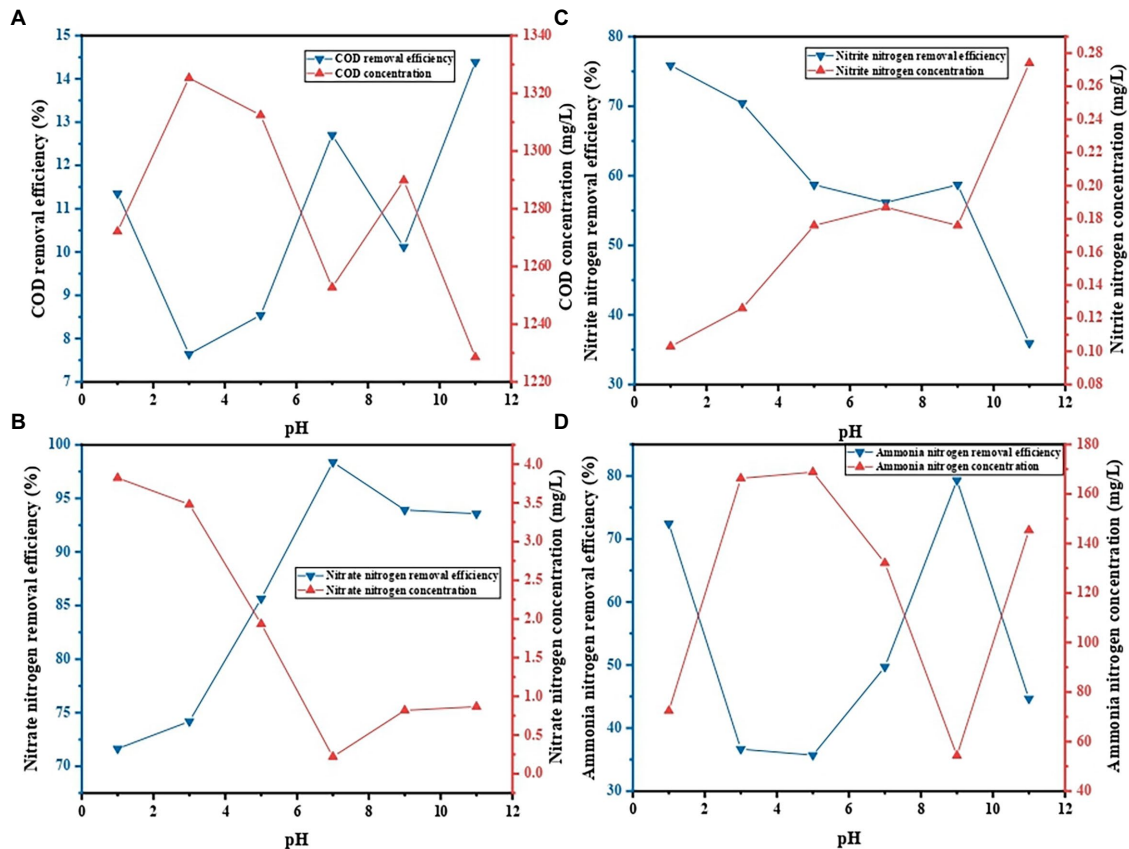 A
COD removal efficiency (%)
15
14
13
12
11
10
9
8
7
COD removal efficiency
COD concentration
1340
1320
1300
1280
1260
1240
1220
COD concentration (mg/L)
0 2 4 6 8 10 12
pH
C
Nitrite nitrogen removal efficiency (%)
80
70
60
50
40
30
Nitrite nitrogen removal efficiency
Nitrite nitrogen concentration
0.28
0.26
0.24
0.22
0.20
0.18
0.16
0.14
0.12
0.10
0.08
Nitrite nitrogen concentration (mg/L)
0 2 4 6 8 10 12
pH
B
Nitrate nitrogen removal efficiency (%)
100
95
90
85
80
75
70
Nitrate nitrogen removal efficiency
Nitrate nitrogen concentration
4.0
3.5
3.0
2.5
2.0
1.5
1.0
0.5
0.0
Nitrate nitrogen concentration (mg/L)
0 2 4 6 8 10 12
pH
D
Ammonia nitrogen removal efficiency (%)
80
70
60
50
40
30
Ammonia nitrogen removal efficiency
Ammonia nitrogen concentration
180
160
140
120
100
80
60
40
Ammonia nitrogen concentration (mg/L)
0 2 4 6 8 10 12
pH